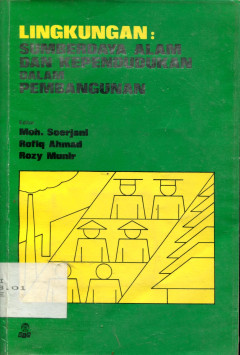 LINGKUNGAN:
SUMBERDAYA ALAM
DAN KEPENDUDUKAN
DALAM
PEMBANGUNAN
Editor
Moh. Soerjani
Rofiq Ahmad
Rozy Munir